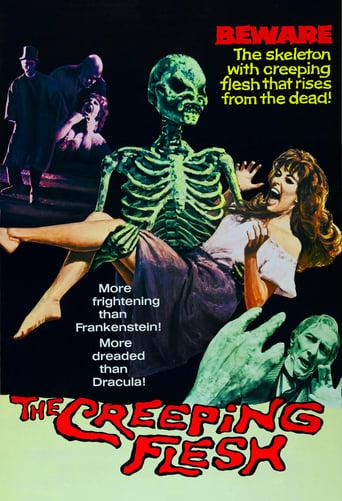 BEWARE
The skeleton
with creeping
flesh that rises
from the dead!
More
frightening
than
Frankenstein!
More
dreaded
than
Dracula!
THE CREEPING
FLESH